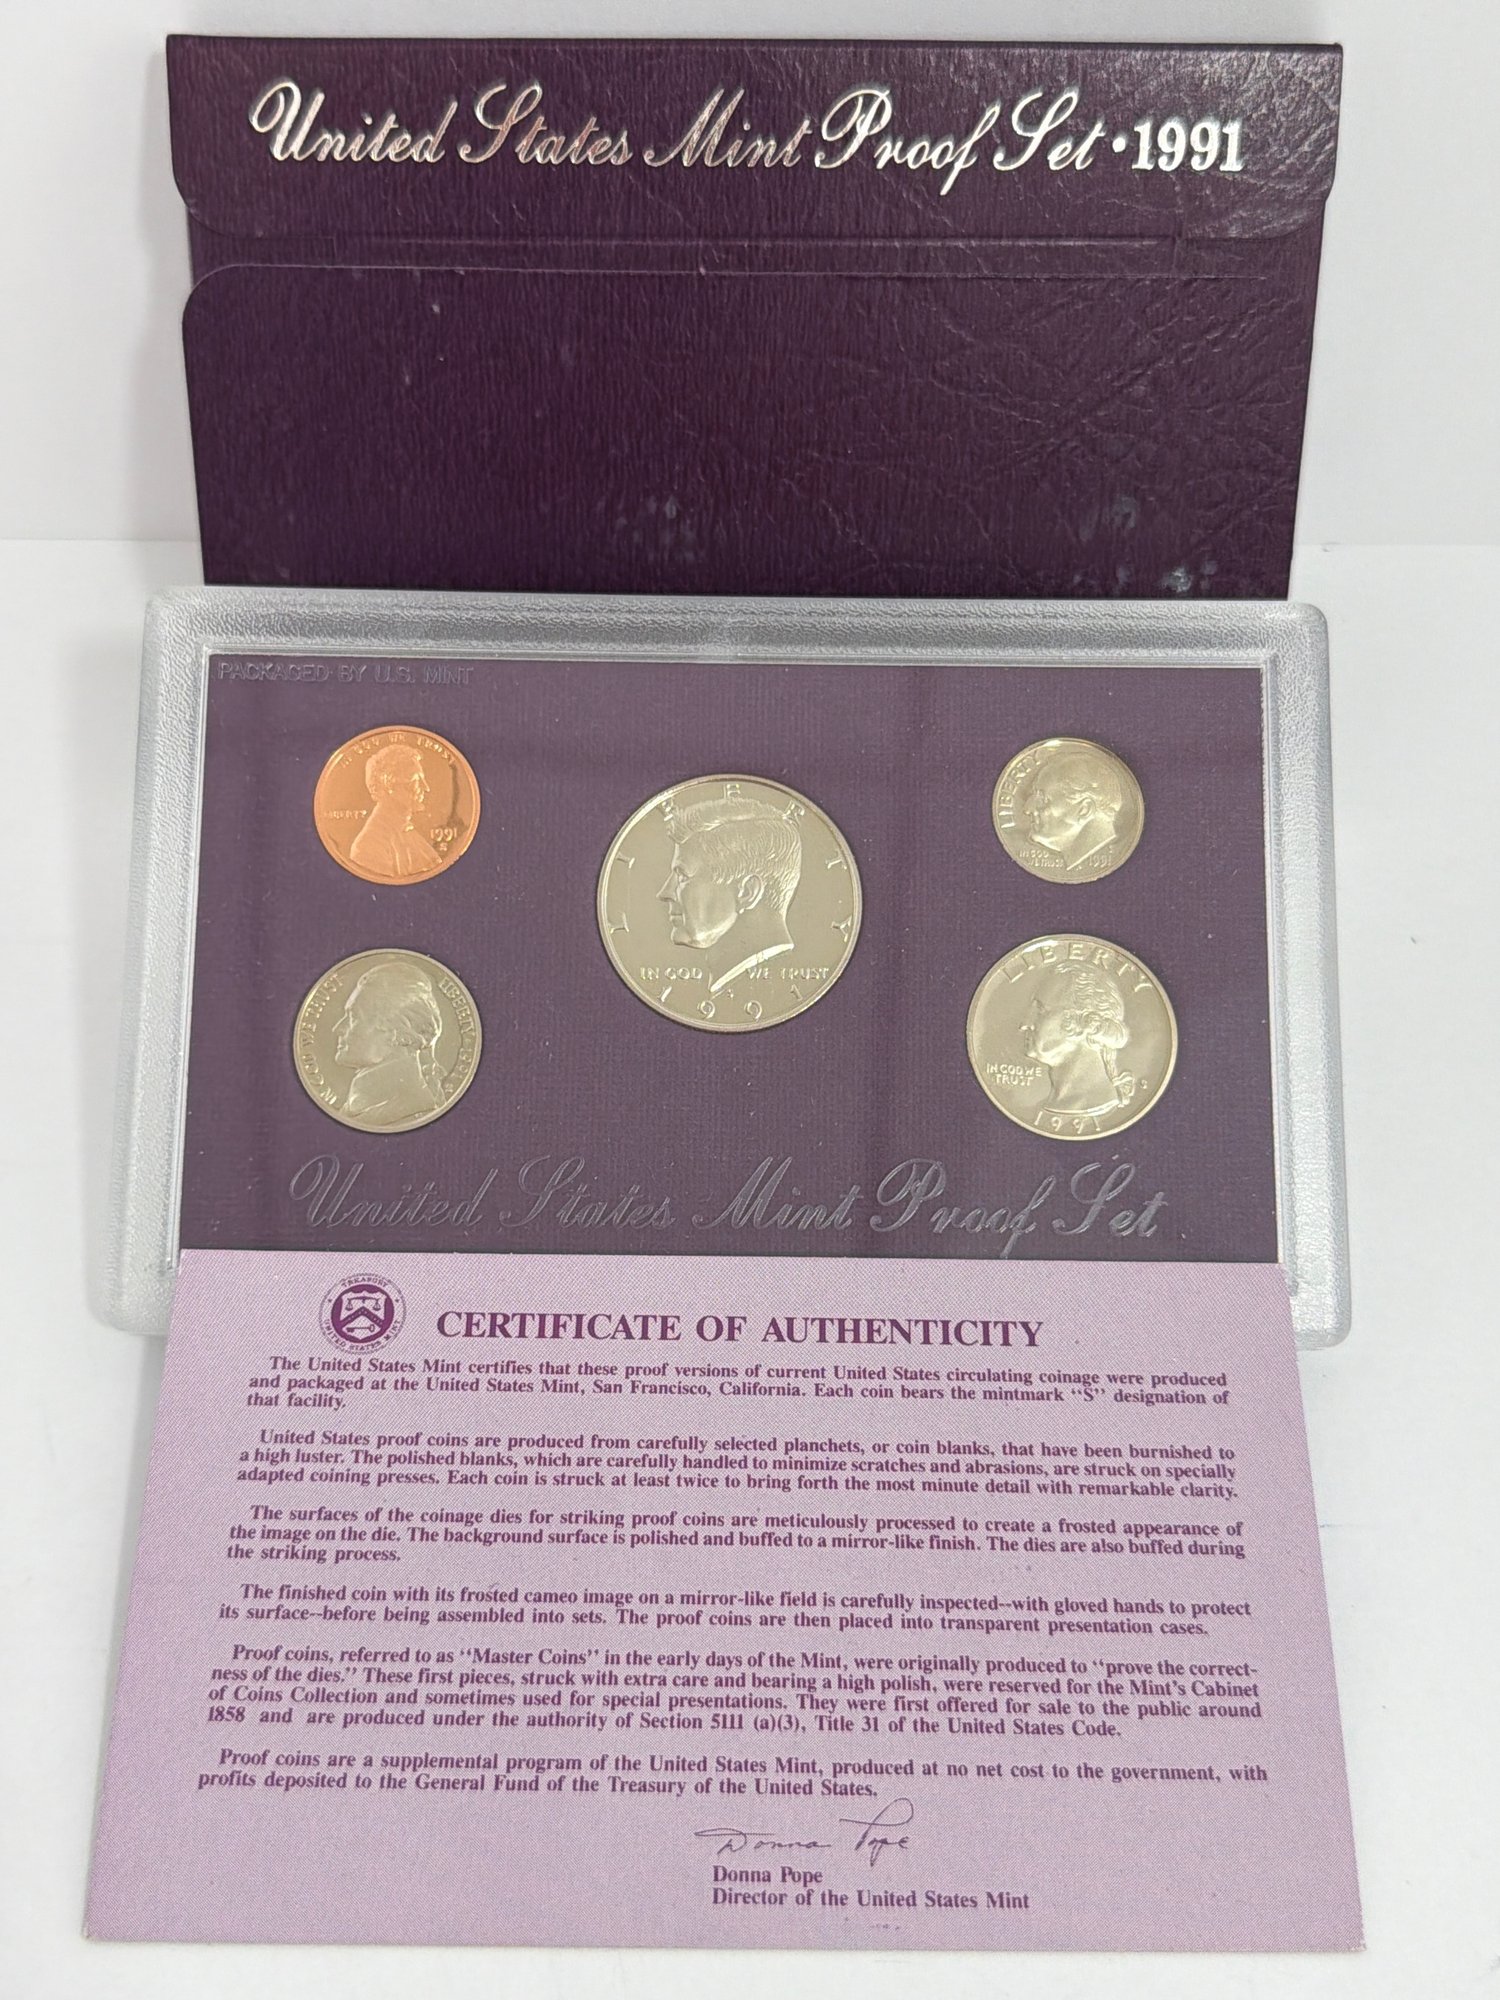 United States Mint Proof Set · 1991
PACKAGED BY U.S. MINT
IN GOD WE TRUST
LIBERTY
1991
S
LIBERTY
IN GOD WE TRUST
1991
LIBERTY
IN GOD
WE TRUST
1991
IN GOD WE TRUST
LIBERTY 1991
S
LIBERTY
IN GOD WE
TRUST
S
1991
United States Mint Proof Set
TREASURY
UNITED STATES MINT
CERTIFICATE OF AUTHENTICITY
The United States Mint certifies that these proof versions of current United States circulating coinage were produced
and packaged at the United States Mint, San Francisco, California. Each coin bears the mintmark "S" designation of
that facility.
United States proof coins are produced from carefully selected planchets, or coin blanks, that have been burnished to
a high luster. The polished blanks, which are carefully handled to minimize scratches and abrasions, are struck on specially
adapted coining presses. Each coin is struck at least twice to bring forth the most minute detail with remarkable clarity.
The surfaces of the coinage dies for striking proof coins are meticulously processed to create a frosted appearance of
the image on the die. The background surface is polished and buffed to a mirror-like finish. The dies are also buffed during
the striking process.
The finished coin with its frosted cameo image on a mirror-like field is carefully inspected--with gloved hands to protect
its surface--before being assembled into sets. The proof coins are then placed into transparent presentation cases.
Proof coins, referred to as "Master Coins" in the early days of the Mint, were originally produced to "prove the correct-
ness of the dies." These first pieces, struck with extra care and bearing a high polish, were reserved for the Mint's Cabinet
of Coins Collection and sometimes used for special presentations. They were first offered for sale to the public around
1858 and are produced under the authority of Section 5111 (a)(3), Title 31 of the United States Code.
Proof coins are a supplemental program of the United States Mint, produced at no net cost to the government, with
profits deposited to the General Fund of the Treasury of the United States.
Donna Pope
Donna Pope
Director of the United States Mint